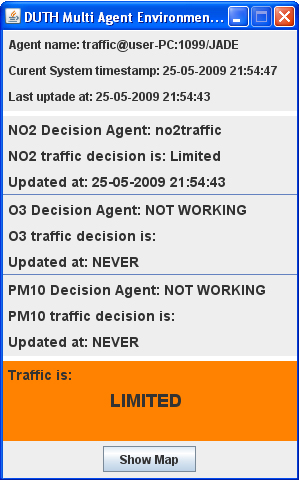 DUTH Multi Agent Environmen...
Agent name: traffic@user-PC:1099/JADE
Curent System timestamp: 25-05-2009 21:54:47
Last uptade at: 25-05-2009 21:54:43
NO2 Decision Agent: no2traffic
NO2 traffic decision is: Limited
Updated at: 25-05-2009 21:54:43
O3 Decision Agent: NOT WORKING
O3 traffic decision is:
Updated at: NEVER
PM10 Decision Agent: NOT WORKING
PM10 traffic decision is:
Updated at: NEVER
Traffic is:
LIMITED
Show Map